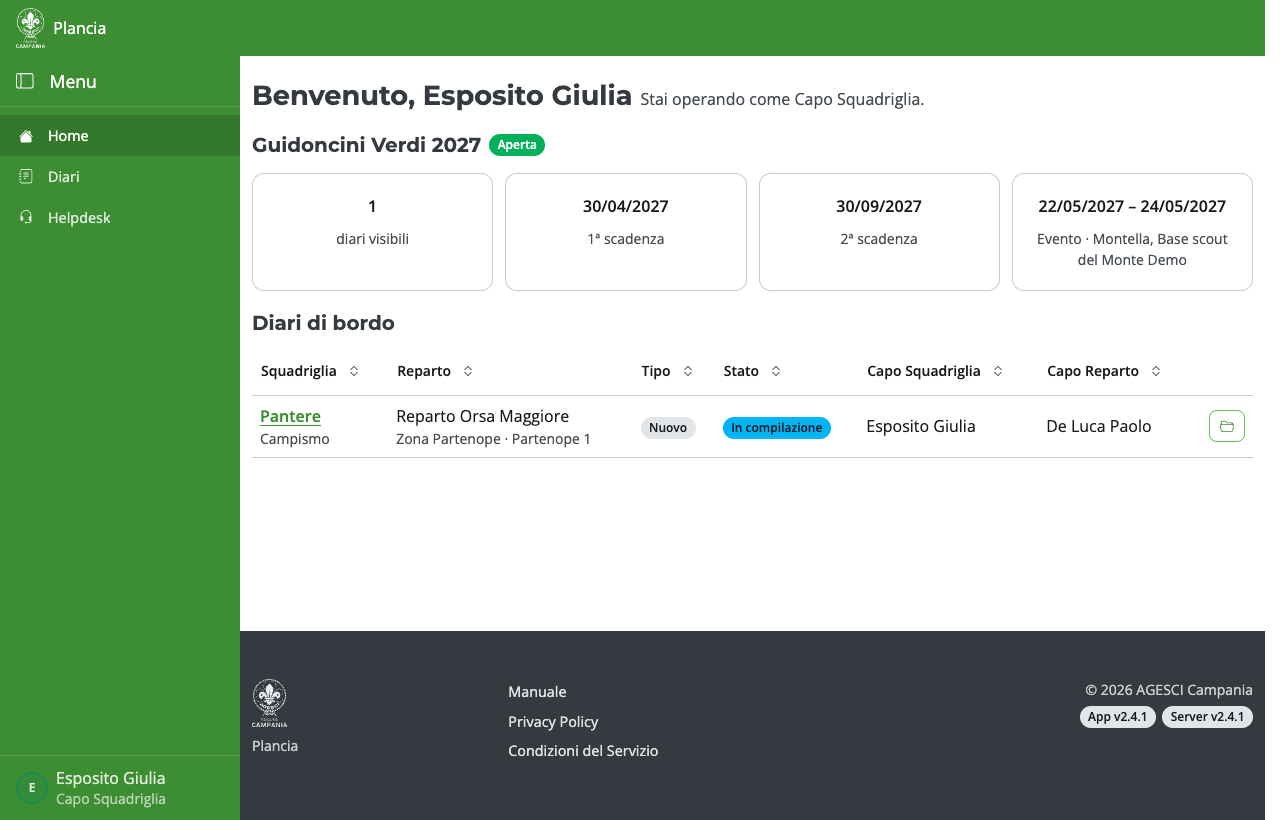 CAMPANIA
Plancia
Menu
Home
Diari
Helpdesk
Benvenuto, Esposito Giulia Stai operando come Capo Squadriglia.
Guidoncini Verdi 2027 Aperta
1
diari visibili
30/04/2027
1ª scadenza
30/09/2027
2ª scadenza
22/05/2027 – 24/05/2027
Evento · Montella, Base scout
del Monte Demo
Diari di bordo
Squadriglia Reparto Tipo Stato Capo Squadriglia Capo Reparto
Pantere Reparto Orsa Maggiore Nuovo In compilazione Esposito Giulia De Luca Paolo
Campismo Zona Partenope · Partenope 1
CAMPANIA
Plancia
Manuale
Privacy Policy
Condizioni del Servizio
© 2026 AGESCI Campania
App v2.4.1 Server v2.4.1
E
Esposito Giulia
Capo Squadriglia